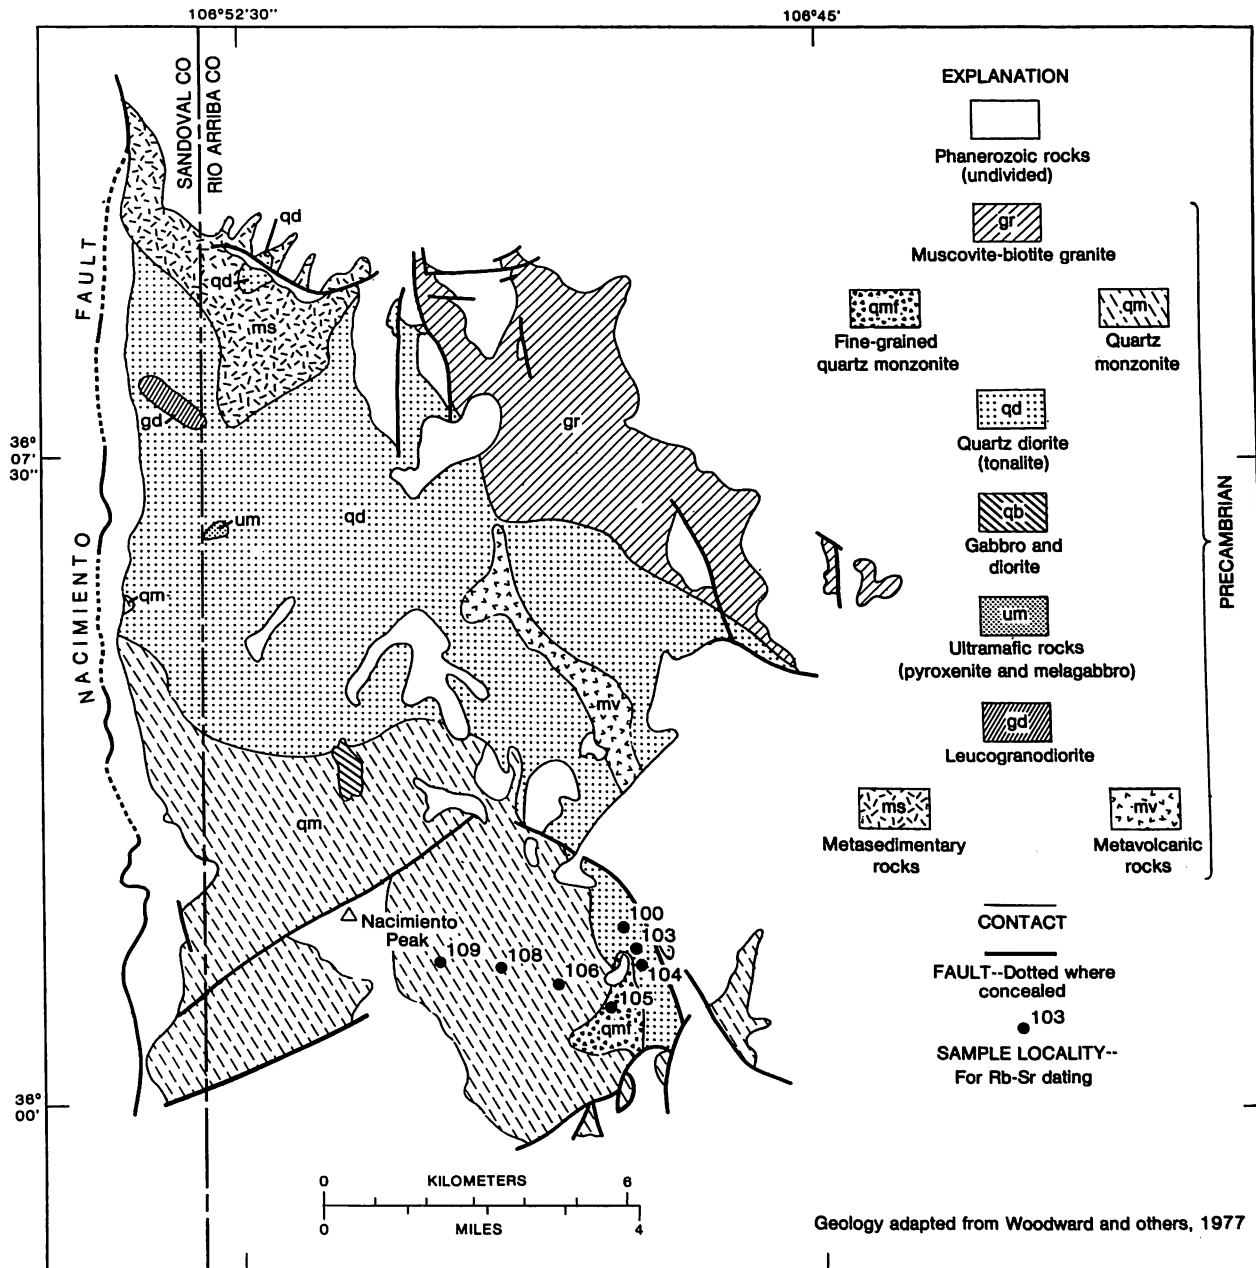 106°52'30"
106°45'
SANDOVAL CO
RIO ARRIBA CO
FAULT
NACIMIENTO
36°
07'
30"
36°
00'
qd
qd
ms
gd
gr
um
qd
qm
mv
qm
Nacimiento
Peak
109
108
106
100
103
104
105
qmf
0
KILOMETERS
6
0
MILES
4
EXPLANATION
Phanerozoic rocks
(undivided)
gr
Muscovite-biotite granite
qmf
Fine-grained
quartz monzonite
qm
Quartz
monzonite
qd
Quartz diorite
(tonalite)
qb
Gabbro and
diorite
um
Ultramafic rocks
(pyroxenite and melagabbro)
gd
Leucogranodiorite
ms
Metasedimentary
rocks
mv
Metavolcanic
rocks
PRECAMBRIAN
CONTACT
FAULT--Dotted where
concealed
103
SAMPLE LOCALITY--
For Rb-Sr dating
Geology adapted from Woodward and others, 1977